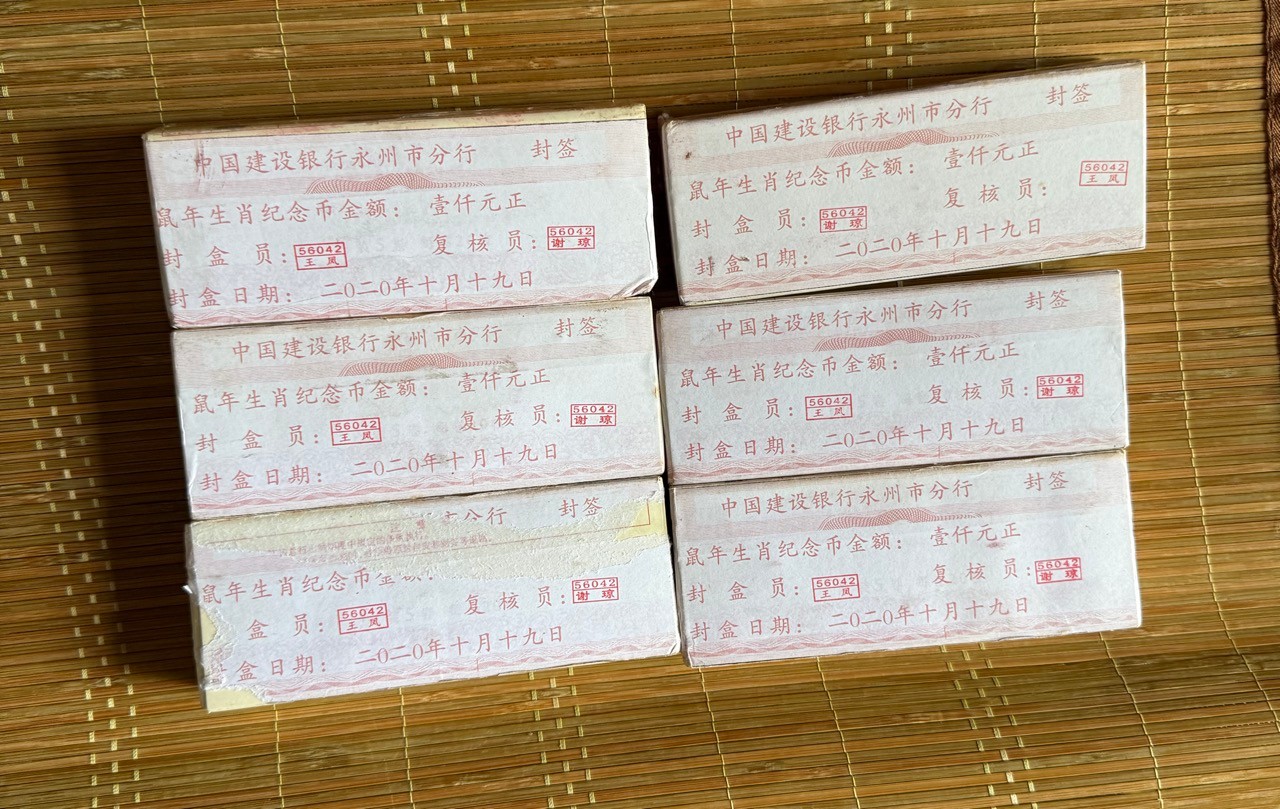 中国建设银行永州市分行 封签
鼠年生肖纪念币金额： 壹仟元正
封 盒 员： 56042 王 凤 复 核 员： 56042 谢 琼
封盒日期： 二〇二〇年十月十九日
中国建设银行永州市分行 封签
鼠年生肖纪念币金额： 壹仟元正
封 盒 员： 56042 王 凤 复 核 员： 56042 谢 琼
封盒日期： 二〇二〇年十月十九日
市分行 封签
鼠年生肖纪念币金额：
盒 员： 56042 王 凤 复 核 员： 56042 谢 琼
盒日期： 二〇二〇年十月十九日
中国建设银行永州市分行 封签
鼠年生肖纪念币金额： 壹仟元正
封 盒 员： 56042 谢 琼 复 核 员： 56042 王 凤
封盒日期： 二〇二〇年十月十九日
中国建设银行永州市分行 封签
鼠年生肖纪念币金额： 壹仟元正
封 盒 员： 56042 王 凤 复 核 员： 56042 谢 琼
封盒日期： 二〇二〇年十月十九日
中国建设银行永州市分行 封签
鼠年生肖纪念币金额： 壹仟元正
封 盒 员： 56042 王 凤 复 核 员： 56042 谢 琼
封盒日期： 二〇二〇年十月十九日